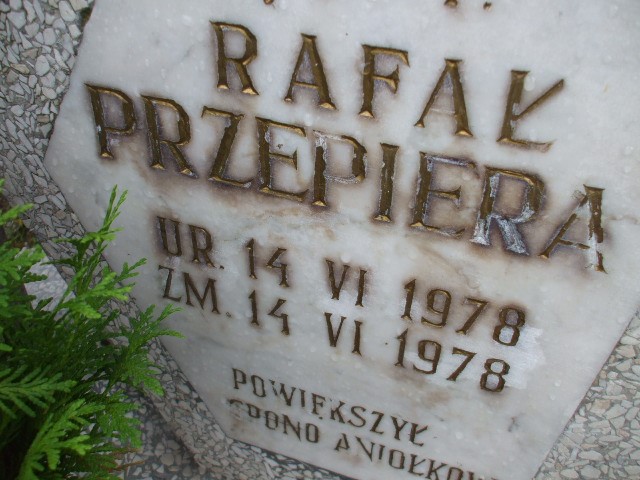 RAFAŁ
PRZEPIERA
UR. 14 VI 1978
ZM. 14 VI 1978
POWIĘKSZYŁ
GRONO ANIOŁKÓW